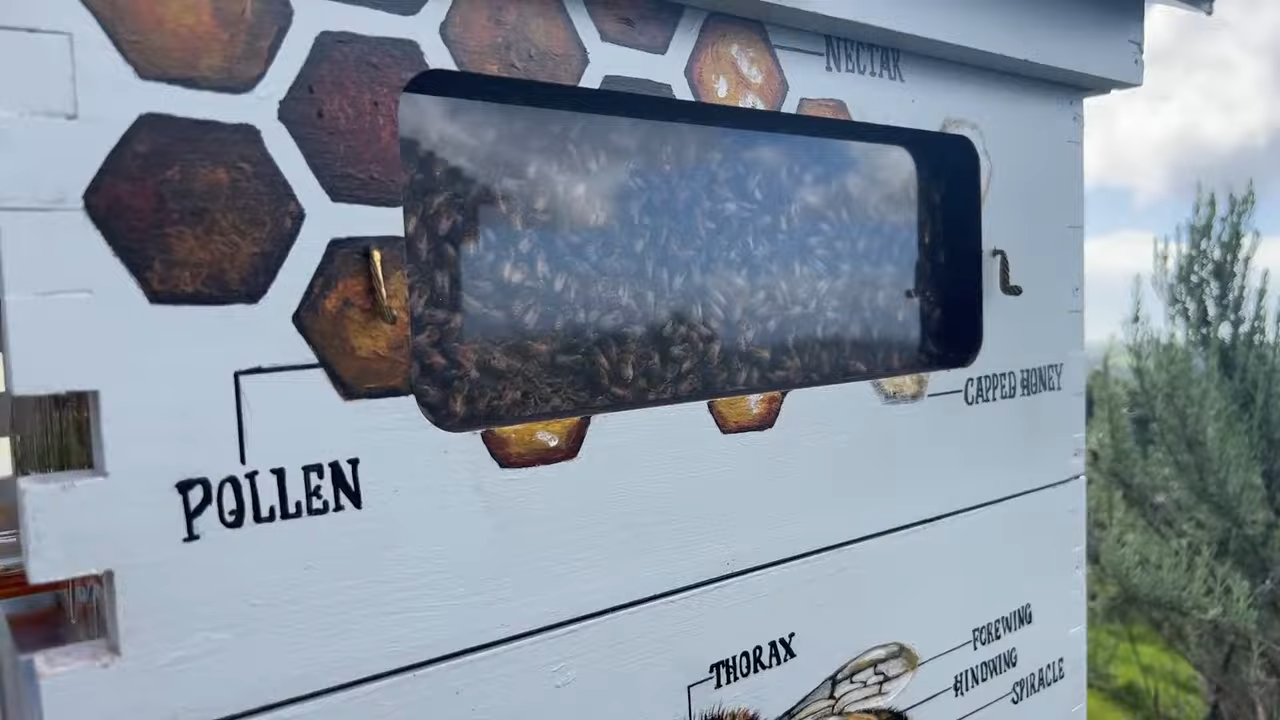 NECTAR
CAPPED HONEY
POLLEN
THORAX
FOREWING
HINDWING
SPIRACLE